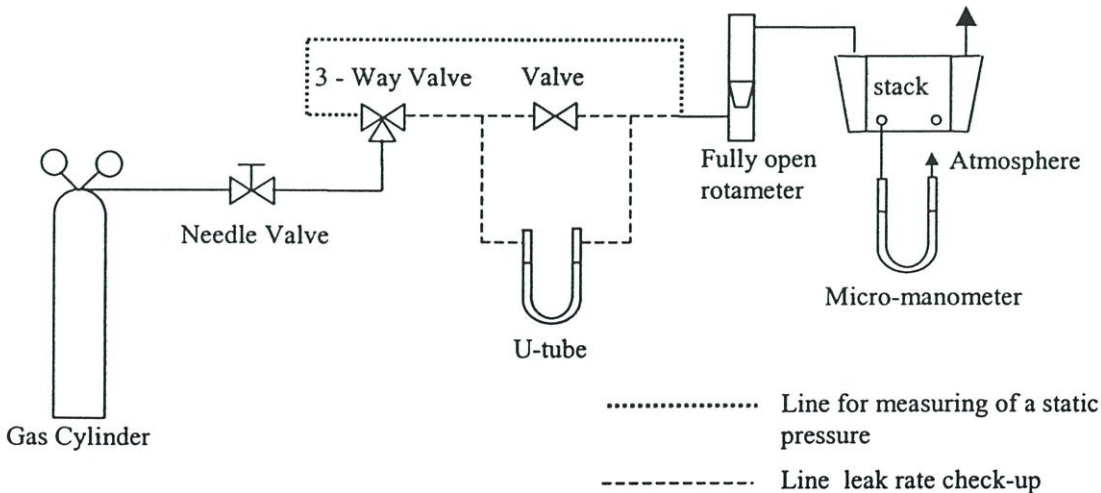 3 - Way Valve
Valve
stack
Fully open
rotameter
Atmosphere
Needle Valve
Micro-manometer
U-tube
Gas Cylinder
Line for measuring of a static
pressure
Line leak rate check-up